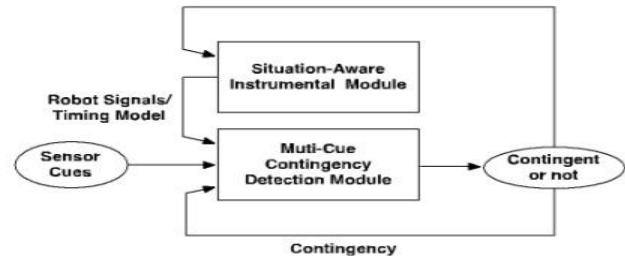 Situation-Aware
Instrumental Module
Robot Signals/
Timing Model
Sensor
Cues
Muti-Cue
Contingency
Detection Module
Contingent
or not
Contingency